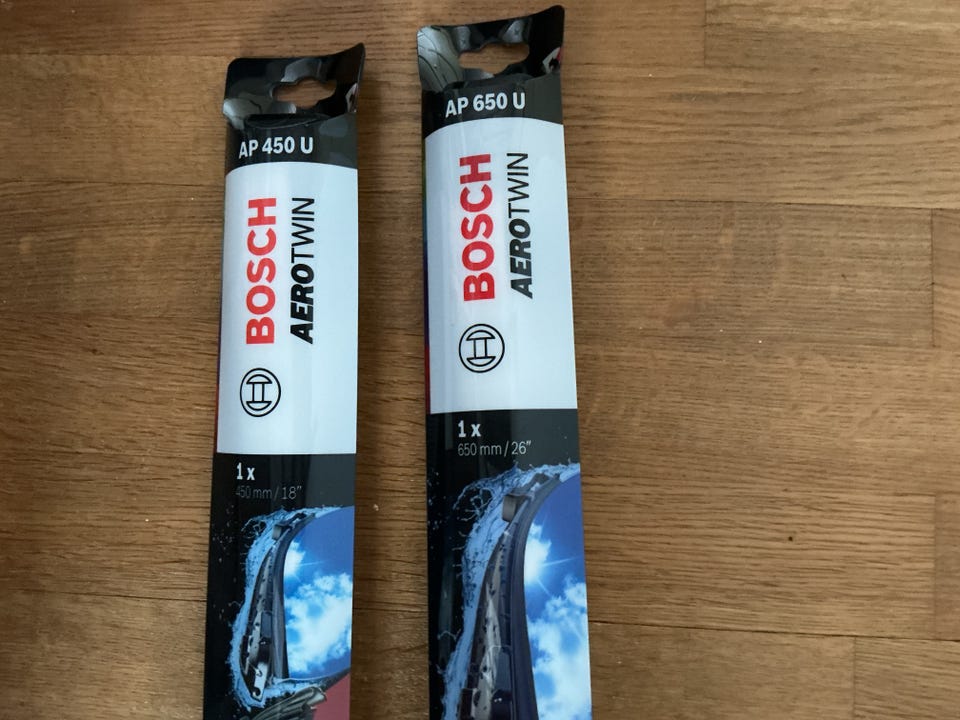 AP 450 U
BOSCH
AEROTWIN
1 x
450 mm / 18"
AP 650 U
BOSCH
AEROTWIN
1 x
650 mm / 26"